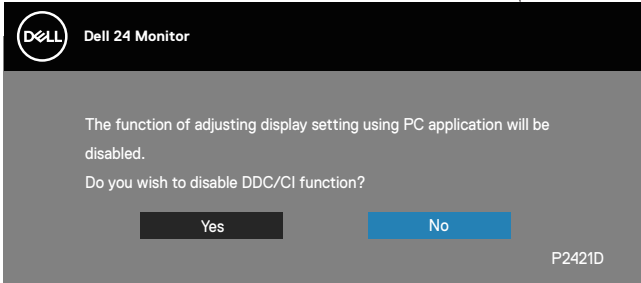 DELL
Dell 24 Monitor
The function of adjusting display setting using PC application will be
disabled.
Do you wish to disable DDC/CI function?
Yes
No
P2421D